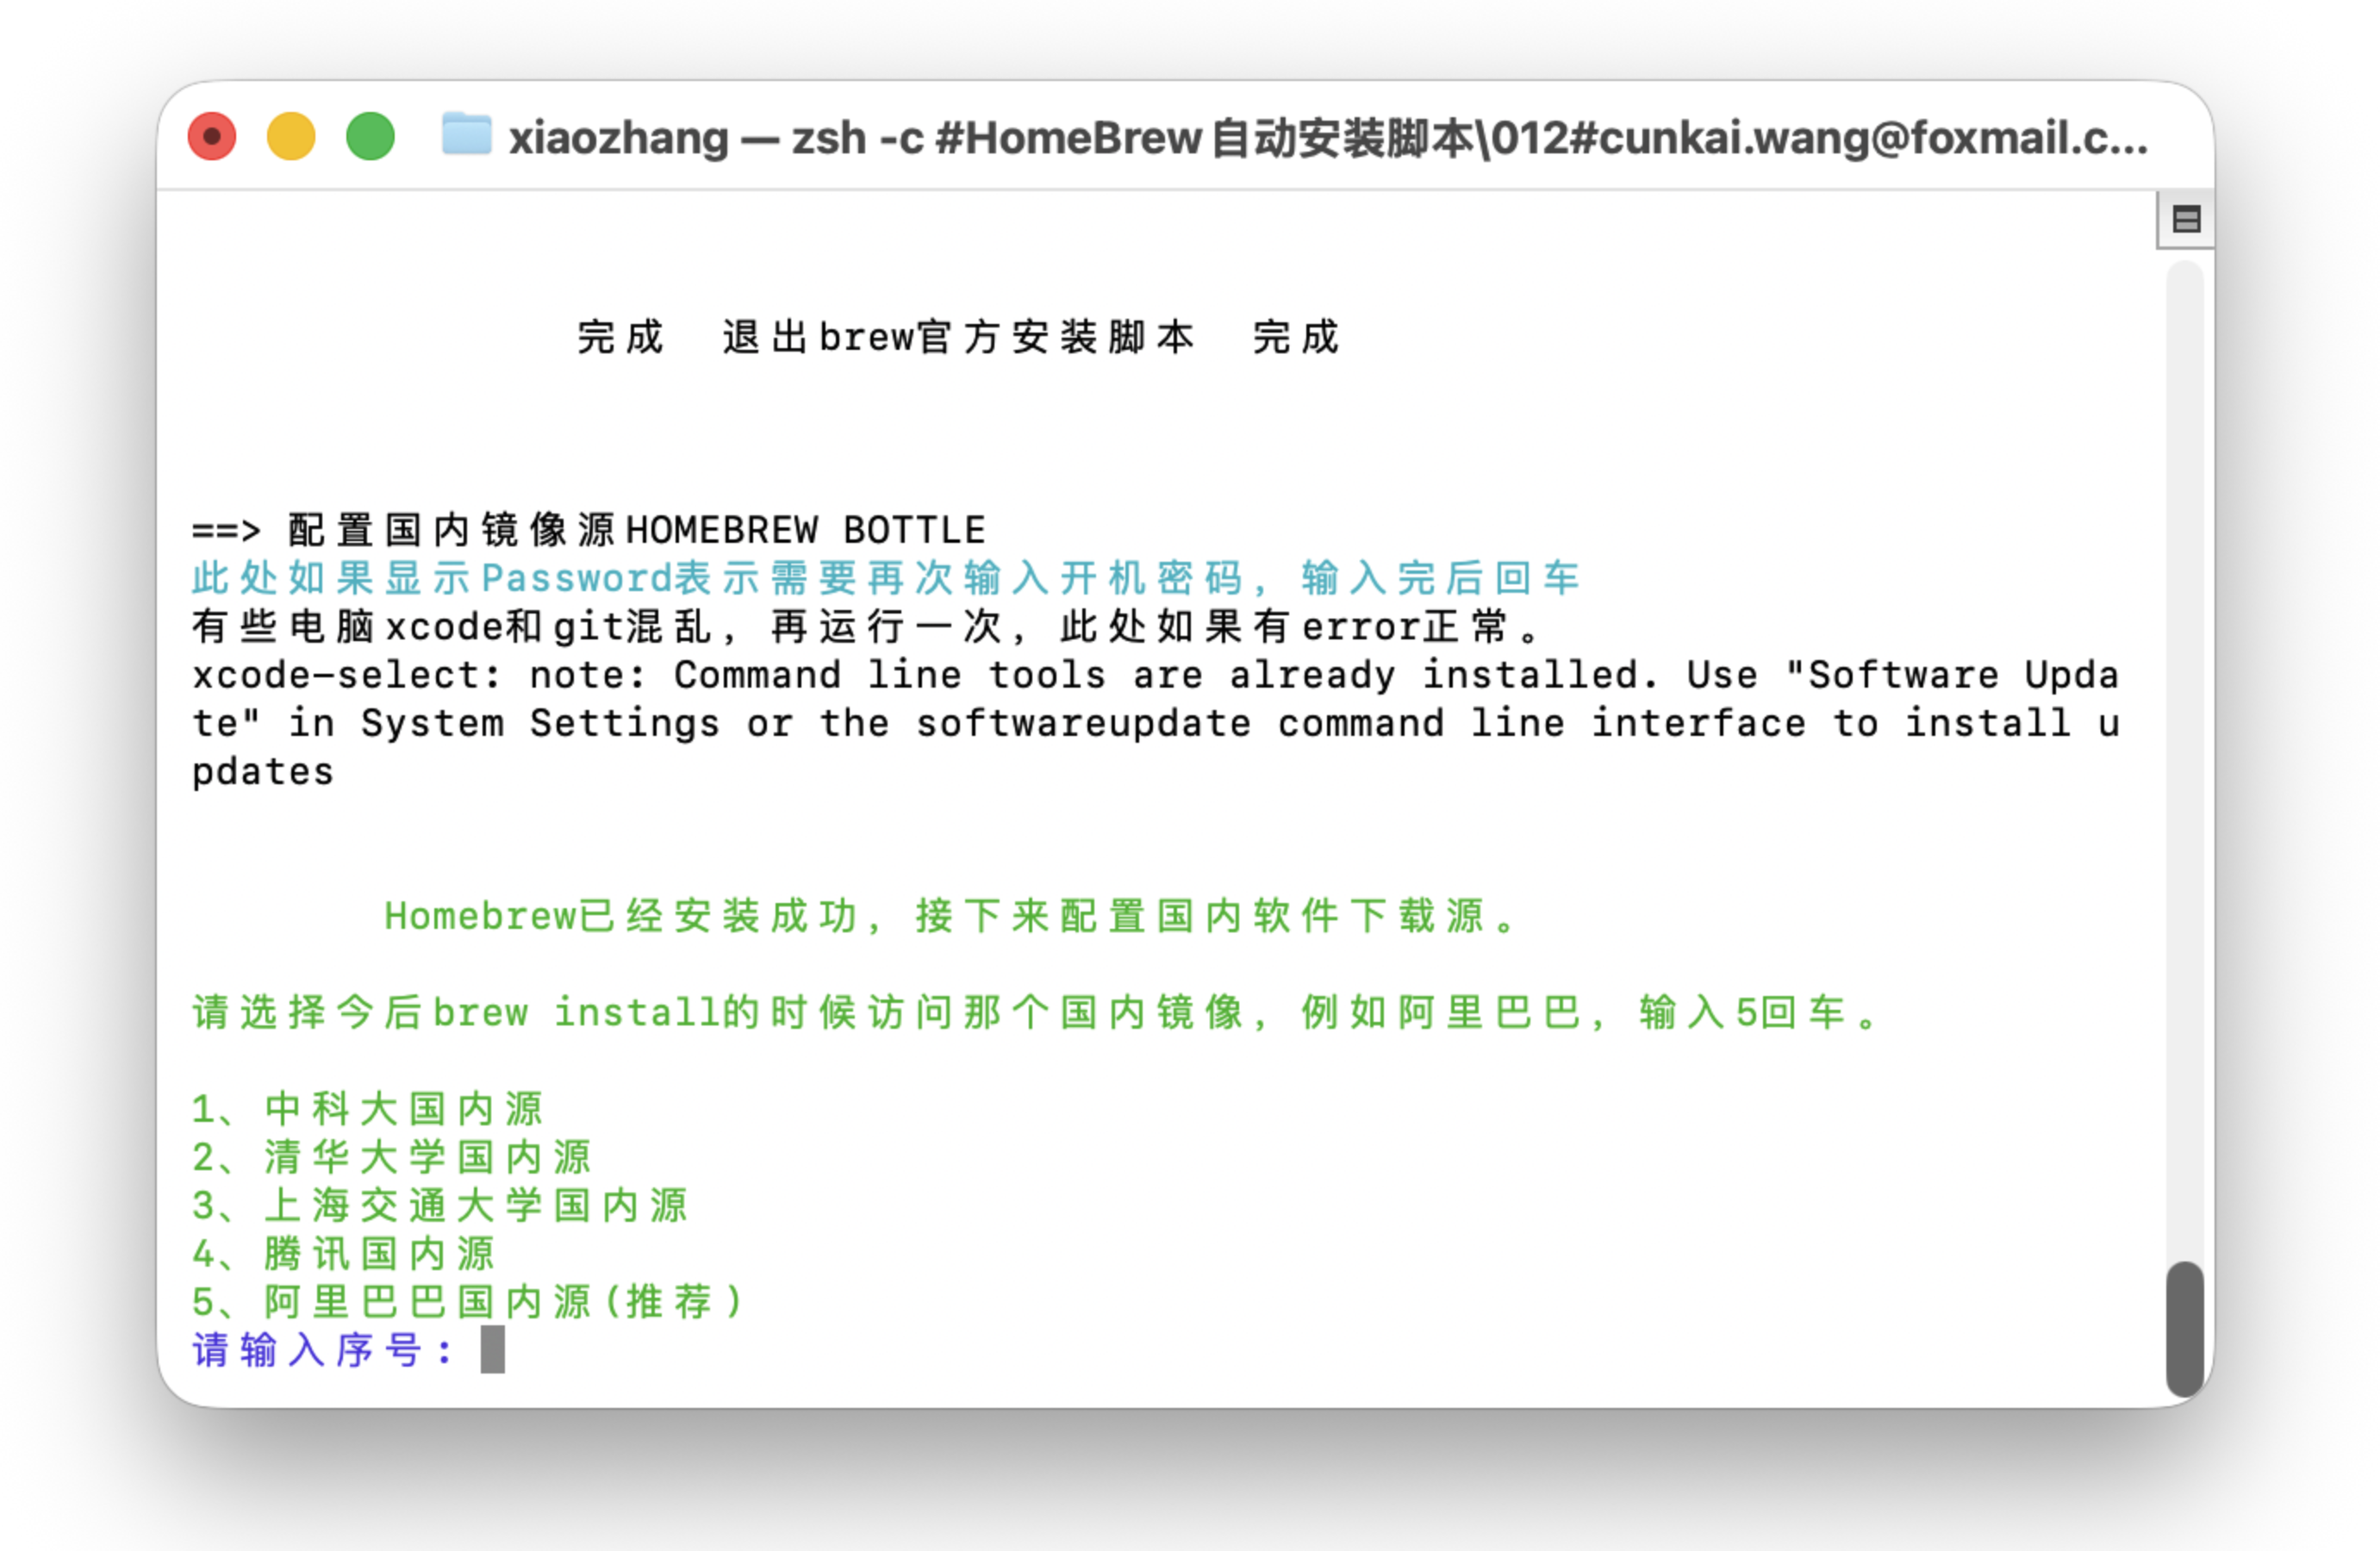 xiaozhang — zsh -c #HomeBrew自动安装脚本\012#cunkai.wang@foxmail.c...
完成 退出brew官方安装脚本 完成
==> 配置国内镜像源HOMEBREW BOTTLE
此处如果显示Password表示需要再次输入开机密码，输入完后回车
有些电脑xcode和git混乱，再运行一次，此处如果有error正常。
xcode-select: note: Command line tools are already installed. Use "Software Upda
te" in System Settings or the softwareupdate command line interface to install u
pdates
Homebrew已经安装成功，接下来配置国内软件下载源。
请选择今后brew install的时候访问那个国内镜像，例如阿里巴巴，输入5回车。
1、中科大国内源
2、清华大学国内源
3、上海交通大学国内源
4、腾讯国内源
5、阿里巴巴国内源(推荐)
请输入序号: